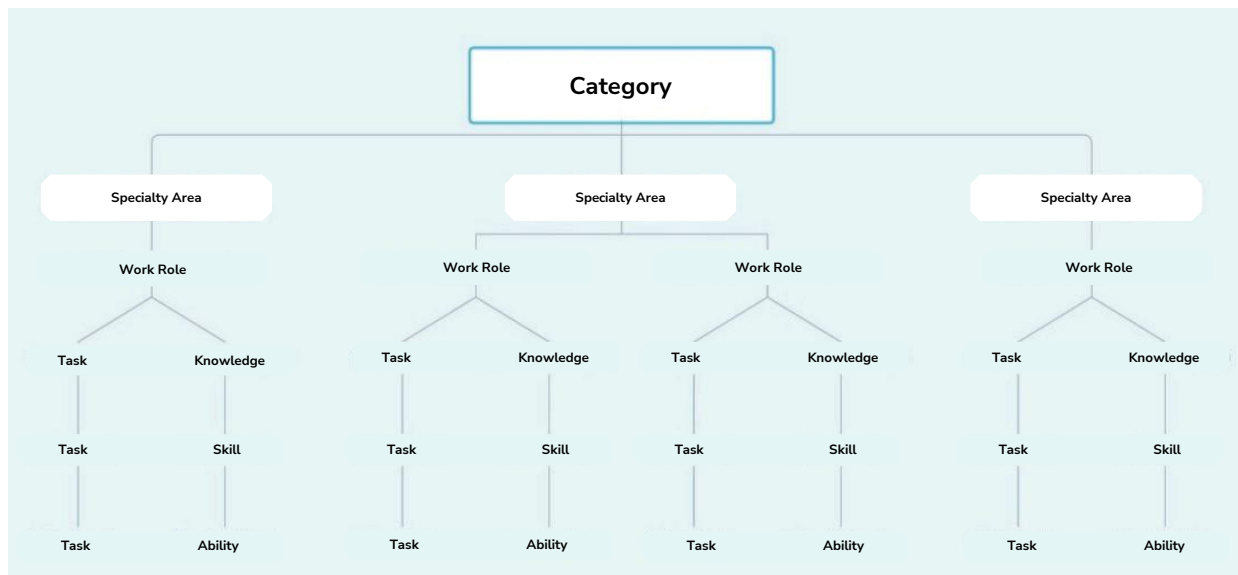 Category
Specialty Area Specialty Area Specialty Area
Work Role Work Role Work Role Work Role
Task Knowledge Task Knowledge Task Knowledge Task Knowledge
Task Skill Task Skill Task Skill Task Skill
Task Ability Task Ability Task Ability Task Ability